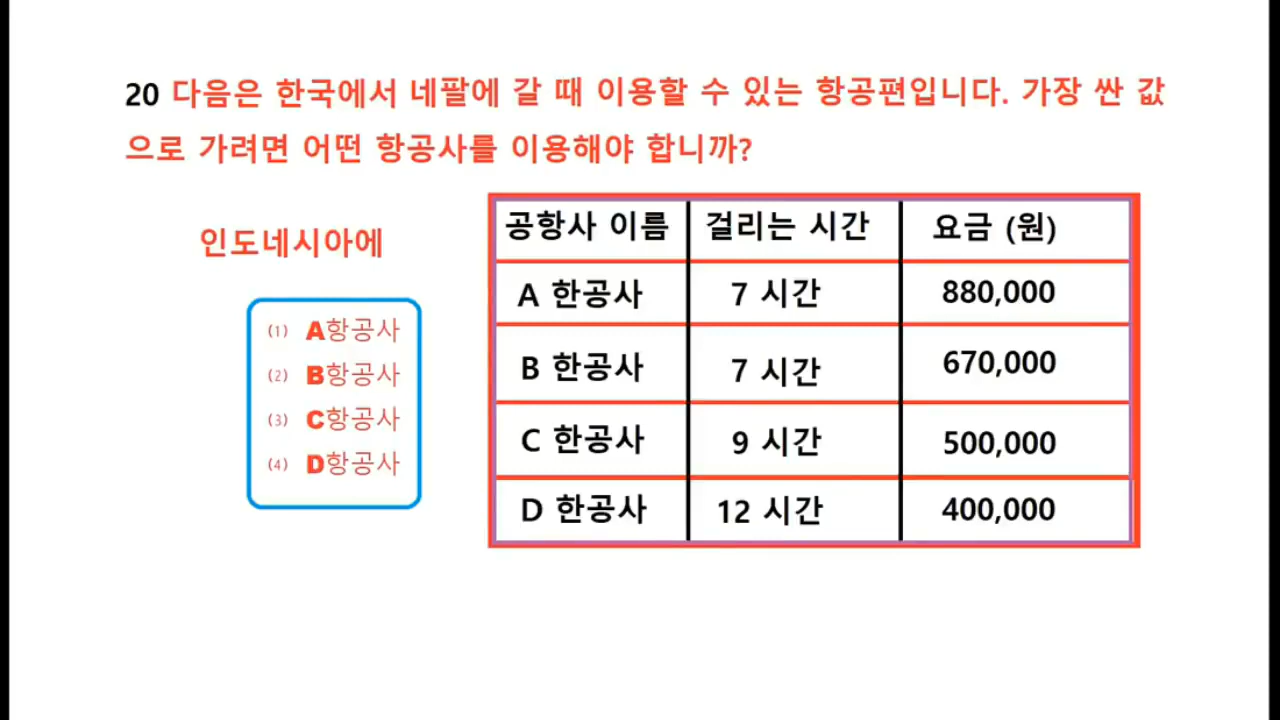 20 다음은 한국에서 네팔에 갈 때 이용할 수 있는 항공편입니다. 가장 싼 값
으로 가려면 어떤 항공사를 이용해야 합니까?
인도네시아에
(1) A항공사
(2) B항공사
(3) C항공사
(4) D항공사
공항사 이름 걸리는 시간 요금 (원)
A 한공사 7 시간 880,000
B 한공사 7 시간 670,000
C 한공사 9 시간 500,000
D 한공사 12 시간 400,000